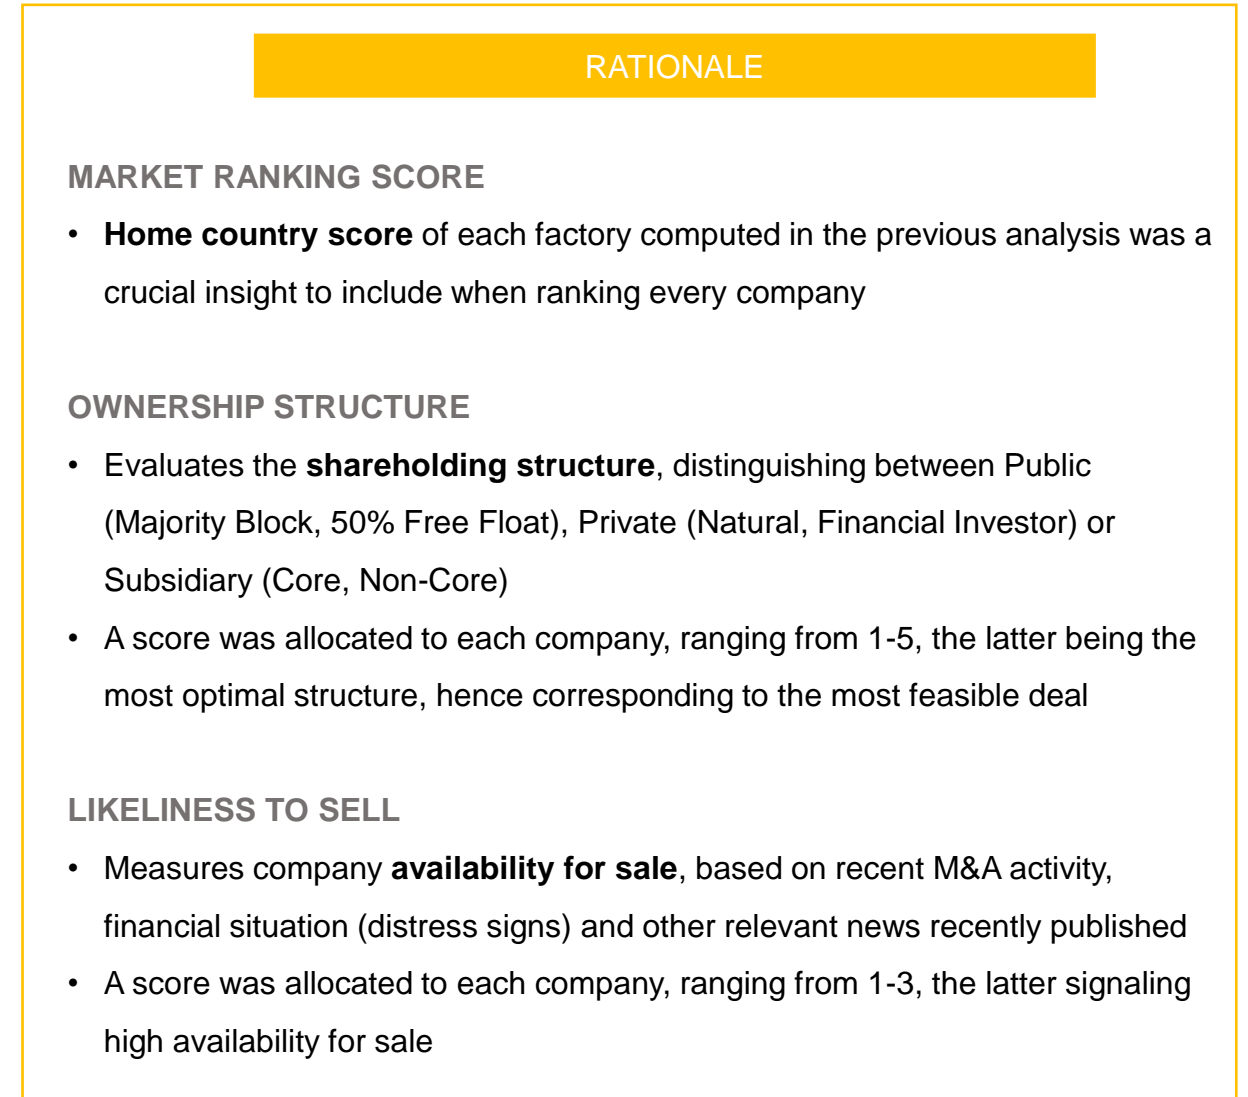 RATIONALE
MARKET RANKING SCORE
• Home country score of each factory computed in the previous analysis was a
crucial insight to include when ranking every company
OWNERSHIP STRUCTURE
• Evaluates the shareholding structure, distinguishing between Public
(Majority Block, 50% Free Float), Private (Natural, Financial Investor) or
Subsidiary (Core, Non-Core)
• A score was allocated to each company, ranging from 1-5, the latter being the
most optimal structure, hence corresponding to the most feasible deal
LIKELINESS TO SELL
• Measures company availability for sale, based on recent M&A activity,
financial situation (distress signs) and other relevant news recently published
• A score was allocated to each company, ranging from 1-3, the latter signaling
high availability for sale